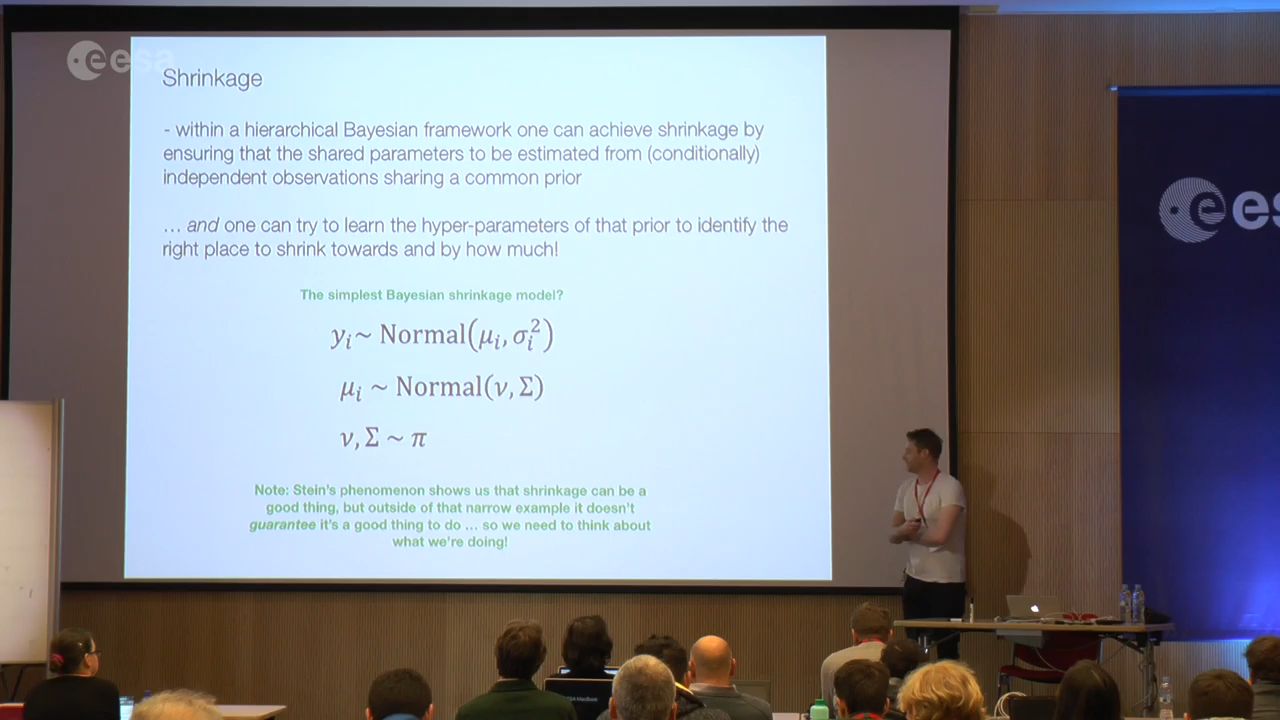 esa
Shrinkage
- within a hierarchical Bayesian framework one can achieve shrinkage by
ensuring that the shared parameters to be estimated from (conditionally)
independent observations sharing a common prior
… and one can try to learn the hyper-parameters of that prior to identify the
right place to shrink towards and by how much!
The simplest Bayesian shrinkage model?
yᵢ~ Normal(μᵢ, σᵢ²)
μᵢ ~ Normal(ν, Σ)
ν, Σ ~ π
Note: Stein's phenomenon shows us that shrinkage can be a
good thing, but outside of that narrow example it doesn't
guarantee it's a good thing to do … so we need to think about
what we're doing!
es